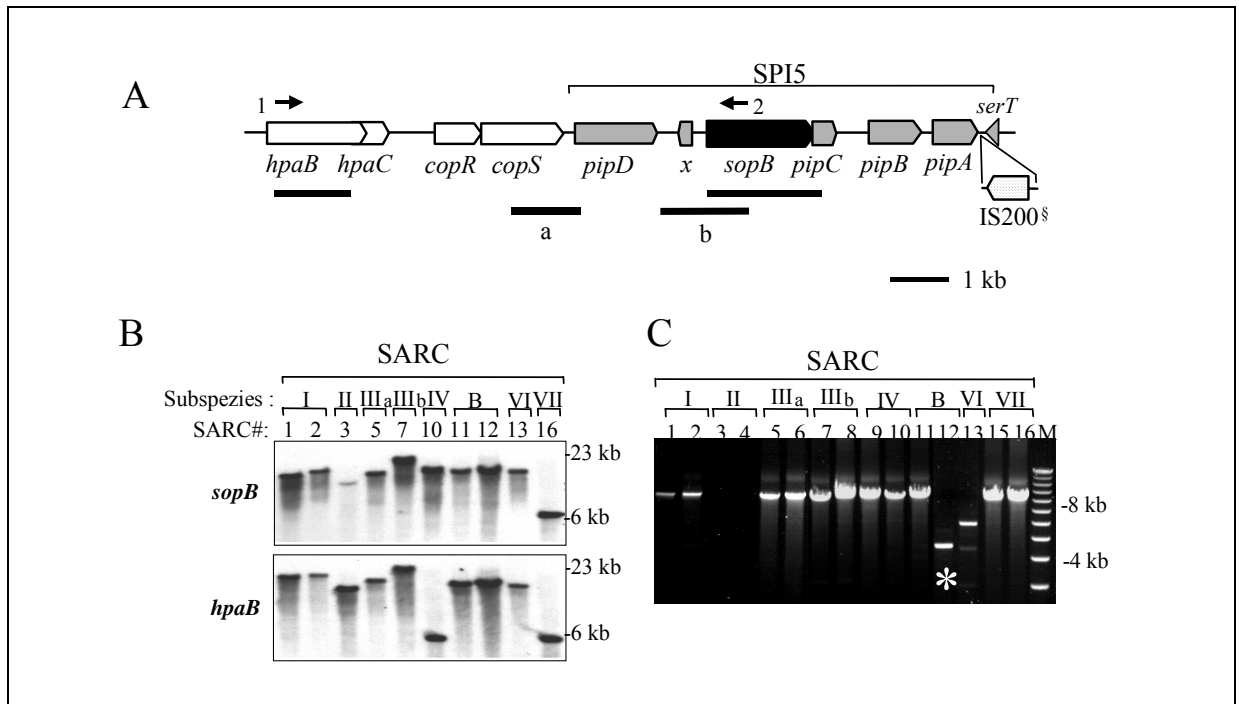 A
SPI5
1
2
serT
hpaB hpaC copR copS pipD x sopB pipC pipB pipA
a
b
IS200§
1 kb
B
SARC
Subspezies : I II IIIa IIIb IV B VI VII
SARC#: 1 2 3 5 7 10 11 12 13 16
sopB
-23 kb
-6 kb
hpaB
-23 kb
-6 kb
C
SARC
I II IIIa IIIb IV B VI VII
1 2 3 4 5 6 7 8 9 10 11 12 13 15 16 M
-8 kb
-4 kb
*